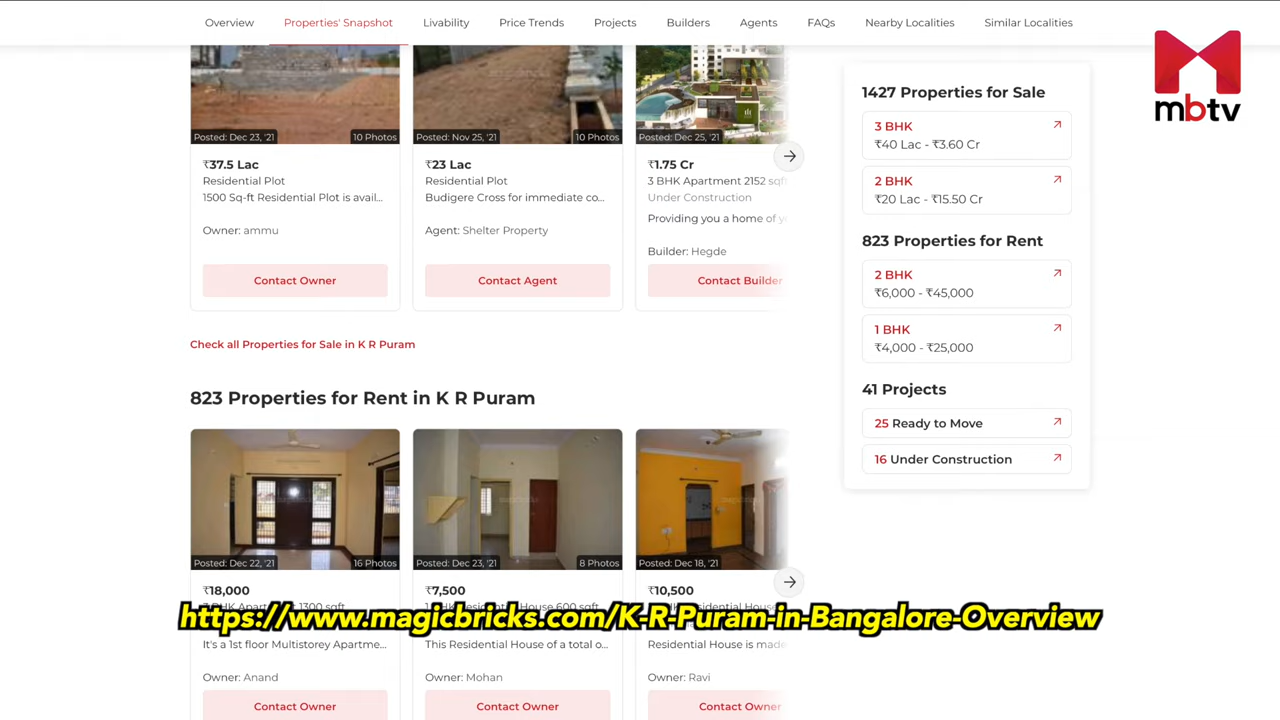 Overview Properties' Snapshot Livability Price Trends Projects Builders Agents FAQs Nearby Localities Similar Localities
mbtv
Posted: Dec 23, '21 10 Photos
₹37.5 Lac
Residential Plot
1500 Sq-ft Residential Plot is avail...
Owner: ammu
Contact Owner
Posted: Nov 25, '21 10 Photos
₹23 Lac
Residential Plot
Budigere Cross for immediate co...
Agent: Shelter Property
Contact Agent
Posted: Dec 25, '21
₹1.75 Cr
3 BHK Apartment 2152 sqft
Under Construction
Providing you a home of
Builder: Hegde
Contact Builder
Check all Properties for Sale in K R Puram
823 Properties for Rent in K R Puram
Posted: Dec 22, '21 16 Photos
₹18,000
BHK 1300 sqft
It's a 1st floor Multistorey Apartme...
Owner: Anand
Contact Owner
Posted: Dec 23, '21 8 Photos
₹7,500
House 600 sqft
This Residential House of a total o...
Owner: Mohan
Contact Owner
Posted: Dec 18, '21
₹10,500
Residential House is made
Owner: Ravi
Contact Owner
1427 Properties for Sale
3 BHK
₹40 Lac - ₹3.60 Cr
2 BHK
₹20 Lac - ₹15.50 Cr
823 Properties for Rent
2 BHK
₹6,000 - ₹45,000
1 BHK
₹4,000 - ₹25,000
41 Projects
25 Ready to Move
16 Under Construction
https://www.magicbricks.com/K-R-Puram-in-Bangalore-Overview